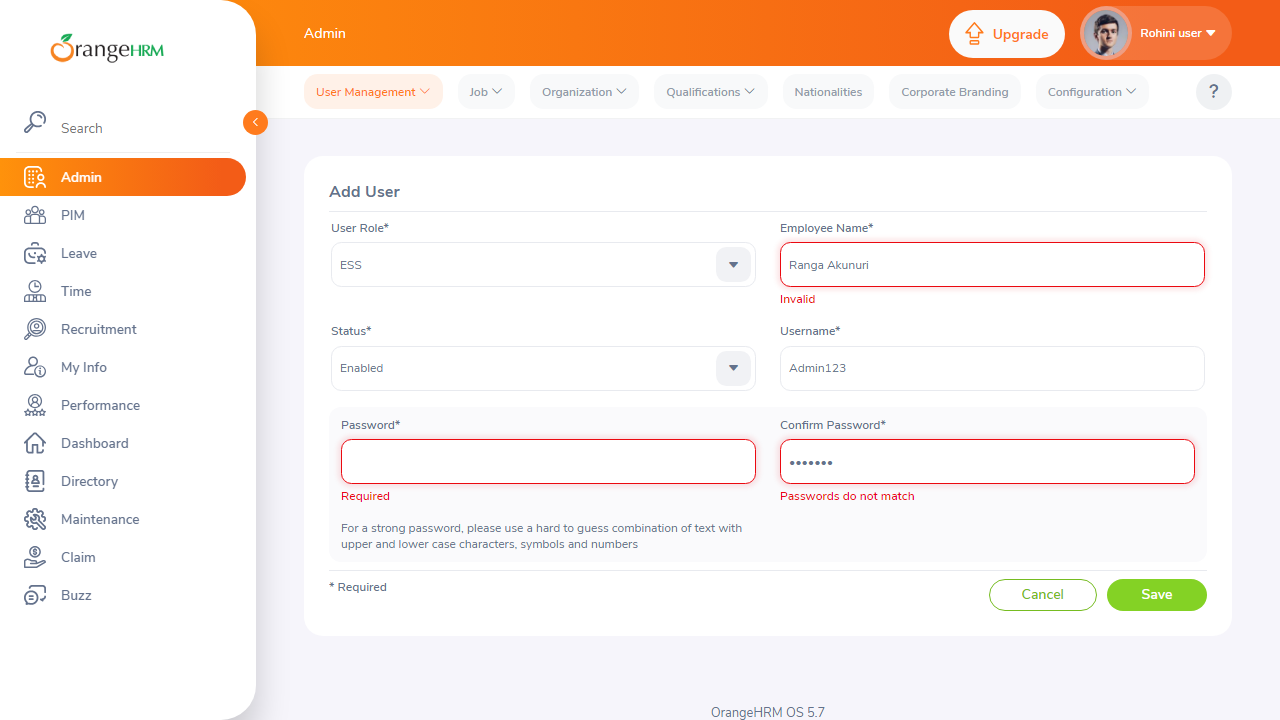 OrangeHRM
Search
Admin
PIM
Leave
Time
Recruitment
My Info
Performance
Dashboard
Directory
Maintenance
Claim
Buzz
Admin
Upgrade
Rohini user
User Management
Job
Organization
Qualifications
Nationalities
Corporate Branding
Configuration
?
Add User
User Role*
ESS
Employee Name*
Ranga Akunuri
Invalid
Status*
Enabled
Username*
Admin123
Password*
Required
Confirm Password*
•••••••
Passwords do not match
For a strong password, please use a hard to guess combination of text with
upper and lower case characters, symbols and numbers
* Required
Cancel
Save
OrangeHRM OS 5.7